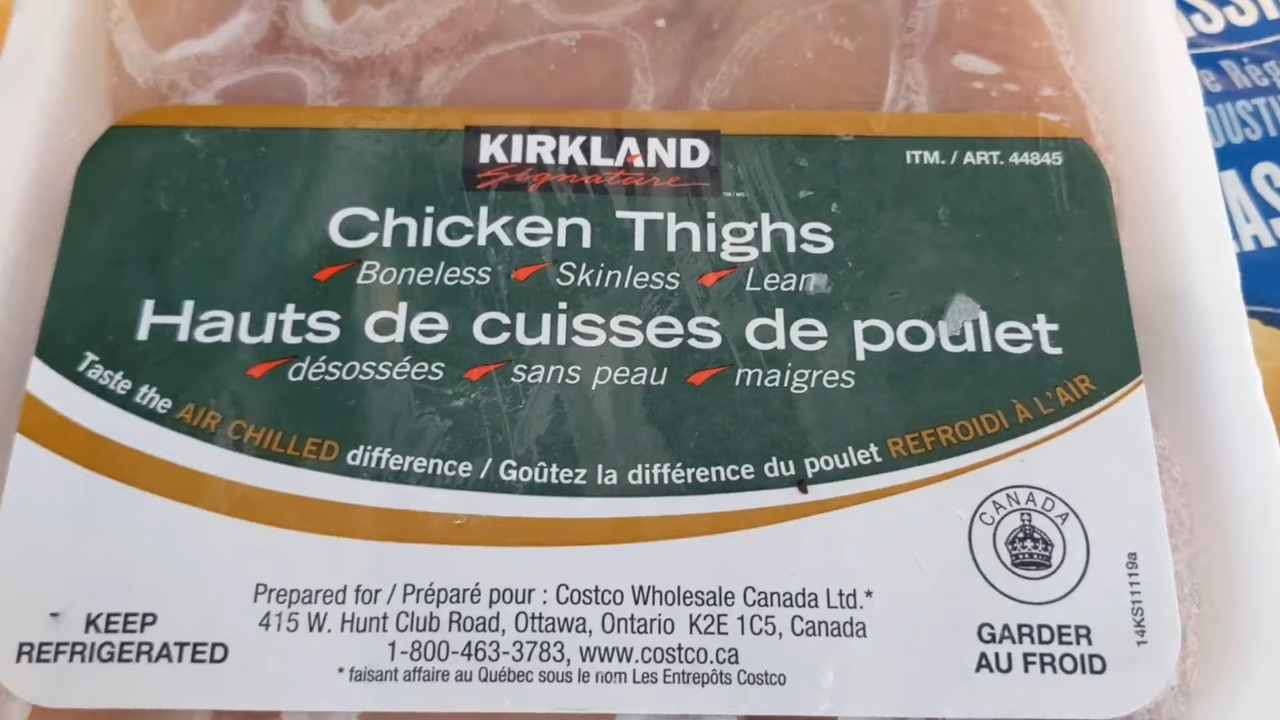 KIRKLAND
Signature
ITM. / ART. 44845
Chicken Thighs
Boneless Skinless Lean
Hauts de cuisses de poulet
désossées sans peau maigres
Taste the AIR CHILLED difference / Goûtez la différence du poulet REFROIDI À L'AIR
CANADA
Prepared for / Préparé pour : Costco Wholesale Canada Ltd.*
415 W. Hunt Club Road, Ottawa, Ontario K2E 1C5, Canada
1-800-463-3783, www.costco.ca
* faisant affaire au Québec sous le nom Les Entrepôts Costco
KEEP
REFRIGERATED
GARDER
AU FROID
14KS11119a